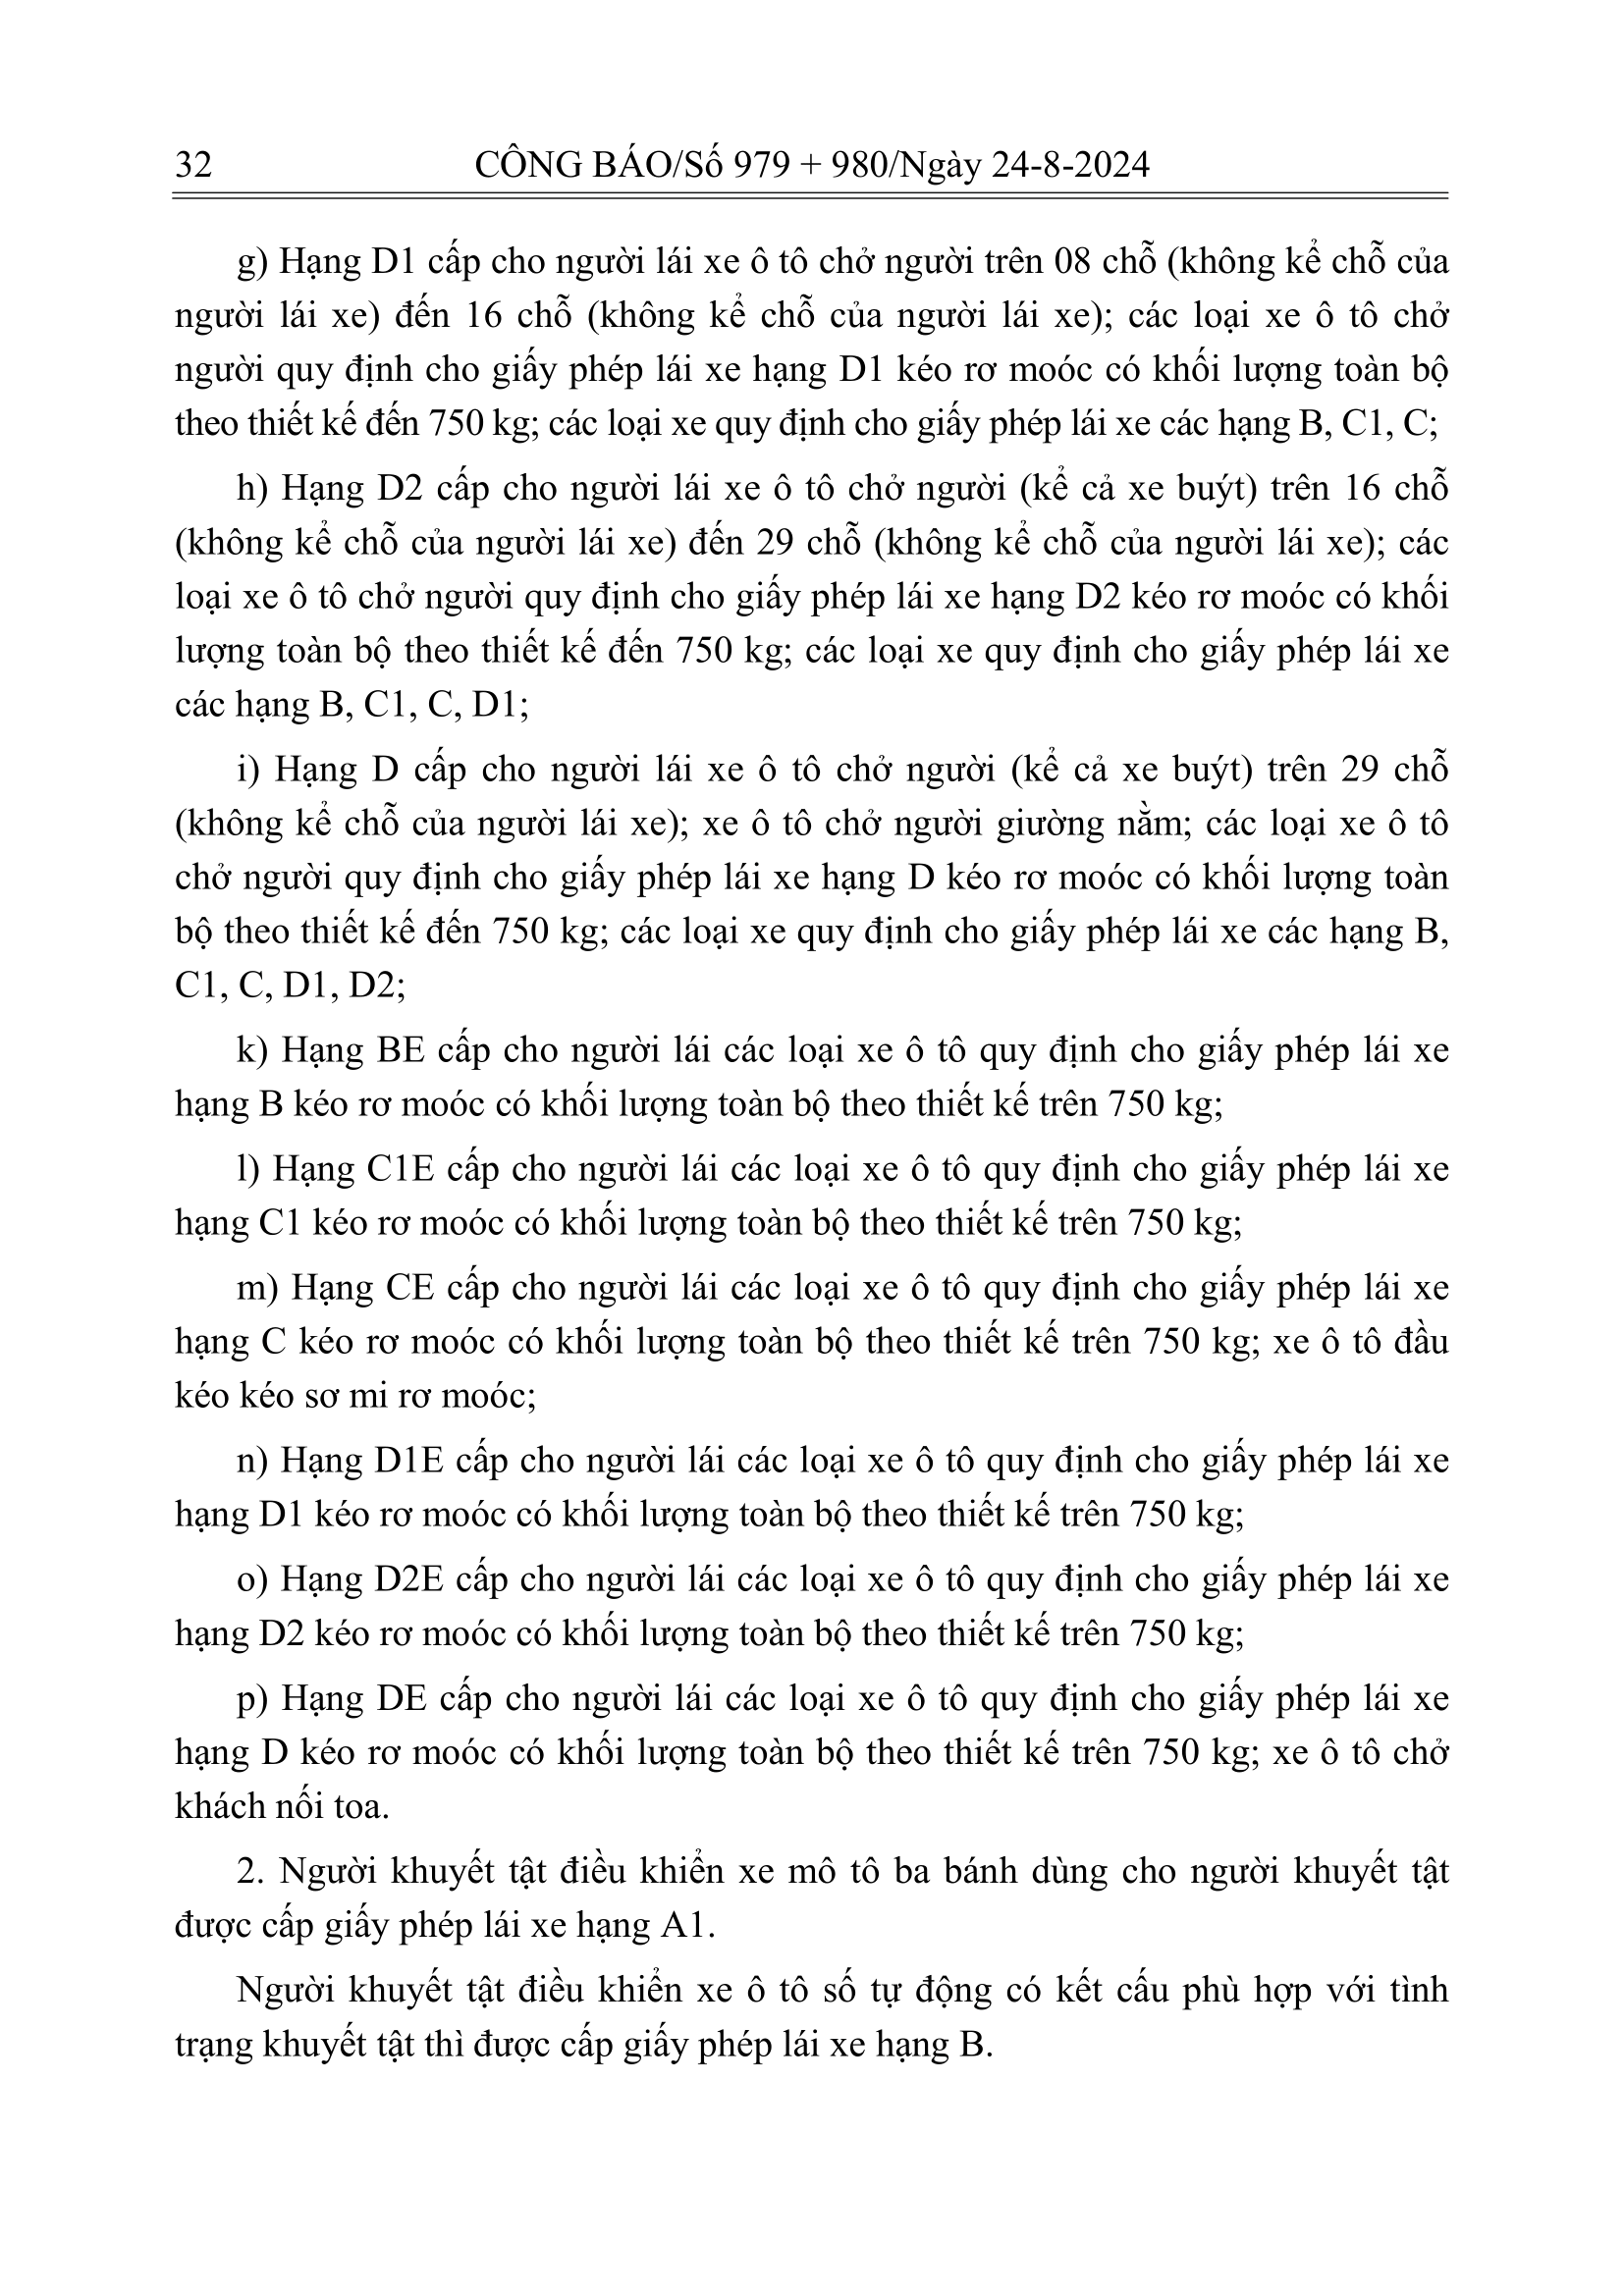 32
CÔNG BÁO/Số 979 + 980/Ngày 24-8-2024
g) Hạng D1 cấp cho người lái xe ô tô chở người trên 08 chỗ (không kể chỗ của
người lái xe) đến 16 chỗ (không kể chỗ của người lái xe); các loại xe ô tô chở
người quy định cho giấy phép lái xe hạng D1 kéo rơ moóc có khối lượng toàn bộ
theo thiết kế đến 750 kg; các loại xe quy định cho giấy phép lái xe các hạng B, C1, C;
h) Hạng D2 cấp cho người lái xe ô tô chở người (kể cả xe buýt) trên 16 chỗ
(không kể chỗ của người lái xe) đến 29 chỗ (không kể chỗ của người lái xe); các
loại xe ô tô chở người quy định cho giấy phép lái xe hạng D2 kéo rơ moóc có khối
lượng toàn bộ theo thiết kế đến 750 kg; các loại xe quy định cho giấy phép lái xe
các hạng B, C1, C, D1;
i) Hạng D cấp cho người lái xe ô tô chở người (kể cả xe buýt) trên 29 chỗ
(không kể chỗ của người lái xe); xe ô tô chở người giường nằm; các loại xe ô tô
chở người quy định cho giấy phép lái xe hạng D kéo rơ moóc có khối lượng toàn
bộ theo thiết kế đến 750 kg; các loại xe quy định cho giấy phép lái xe các hạng B,
C1, C, D1, D2;
k) Hạng BE cấp cho người lái các loại xe ô tô quy định cho giấy phép lái xe
hạng B kéo rơ moóc có khối lượng toàn bộ theo thiết kế trên 750 kg;
l) Hạng C1E cấp cho người lái các loại xe ô tô quy định cho giấy phép lái xe
hạng C1 kéo rơ moóc có khối lượng toàn bộ theo thiết kế trên 750 kg;
m) Hạng CE cấp cho người lái các loại xe ô tô quy định cho giấy phép lái xe
hạng C kéo rơ moóc có khối lượng toàn bộ theo thiết kế trên 750 kg; xe ô tô đầu
kéo kéo sơ mi rơ moóc;
n) Hạng D1E cấp cho người lái các loại xe ô tô quy định cho giấy phép lái xe
hạng D1 kéo rơ moóc có khối lượng toàn bộ theo thiết kế trên 750 kg;
o) Hạng D2E cấp cho người lái các loại xe ô tô quy định cho giấy phép lái xe
hạng D2 kéo rơ moóc có khối lượng toàn bộ theo thiết kế trên 750 kg;
p) Hạng DE cấp cho người lái các loại xe ô tô quy định cho giấy phép lái xe
hạng D kéo rơ moóc có khối lượng toàn bộ theo thiết kế trên 750 kg; xe ô tô chở
khách nối toa.
2. Người khuyết tật điều khiển xe mô tô ba bánh dùng cho người khuyết tật
được cấp giấy phép lái xe hạng A1.
Người khuyết tật điều khiển xe ô tô số tự động có kết cấu phù hợp với tình
trạng khuyết tật thì được cấp giấy phép lái xe hạng B.